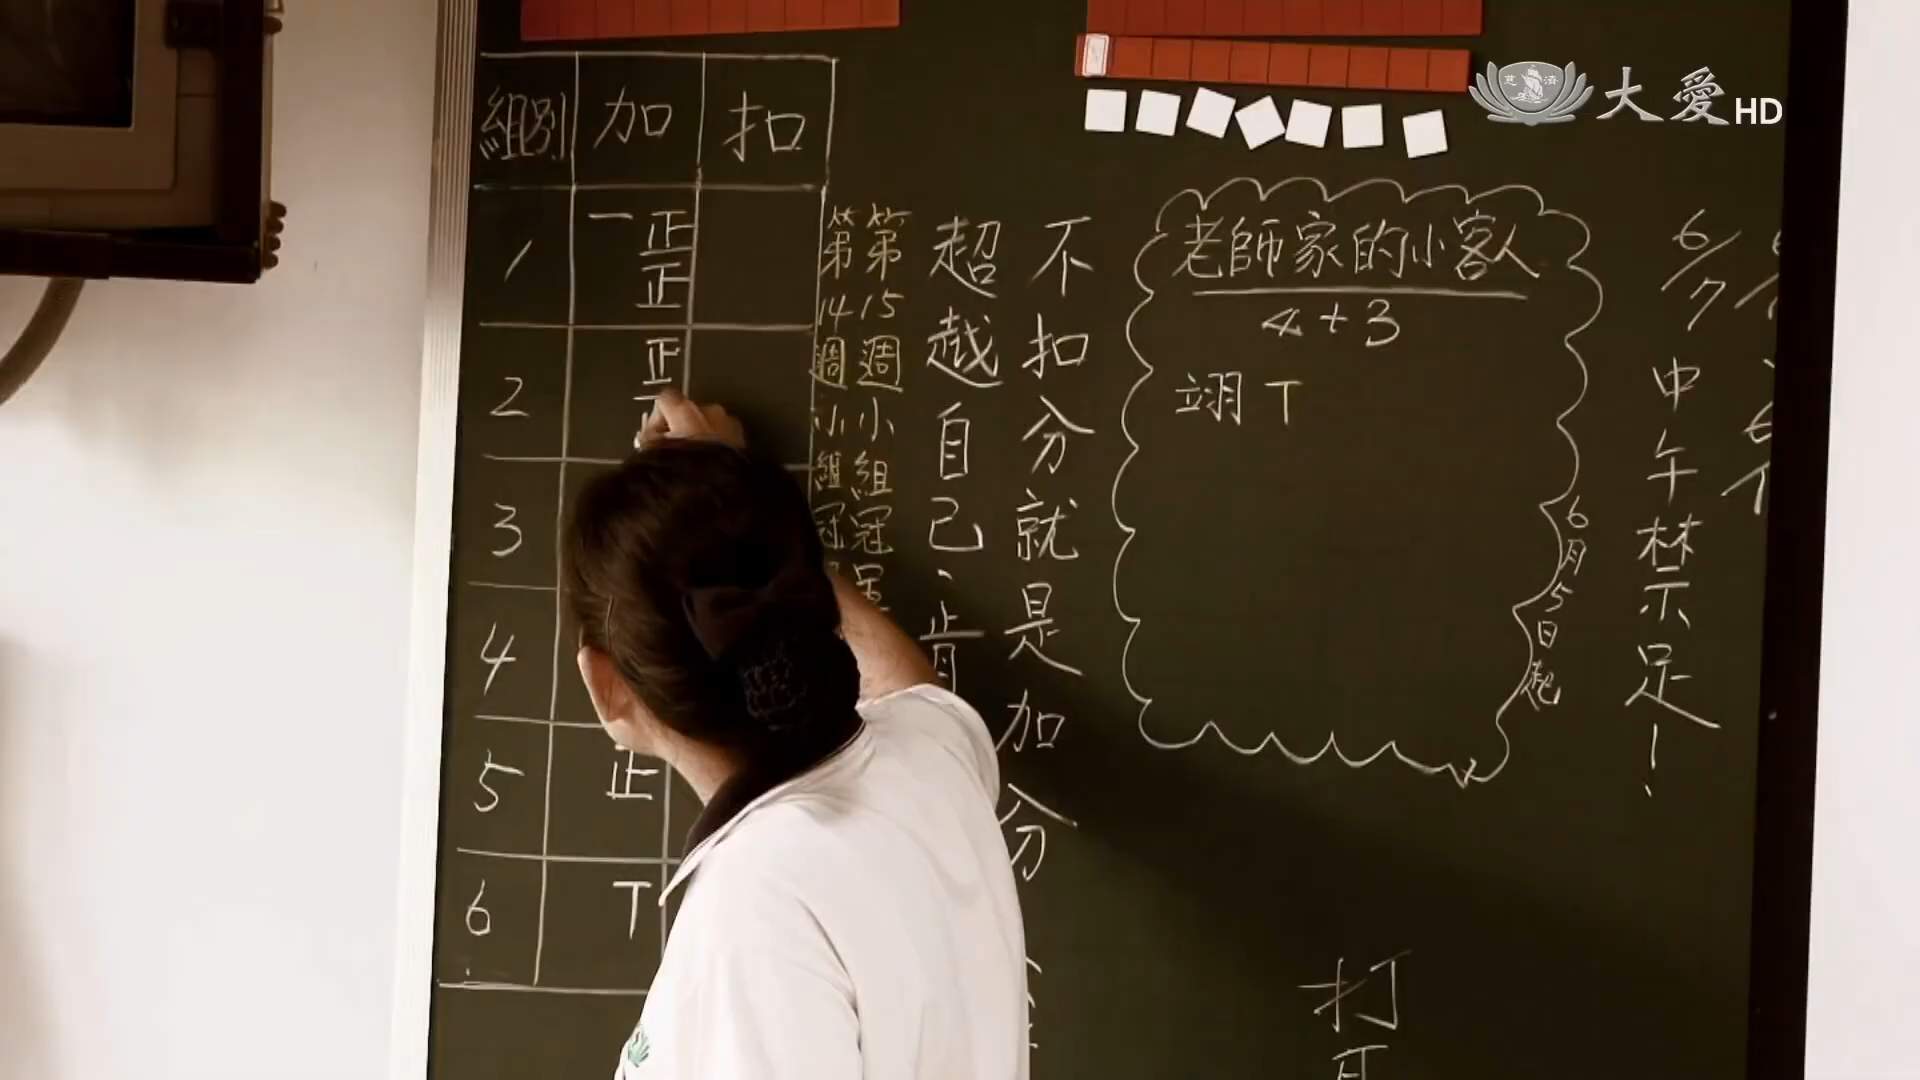 慈濟
大愛HD
組別 加 扣
1 一正正
2 正
3
4
5 正
6 T
第14週小組冠
第15週小組冠軍
超越自己、
不扣分就是加分
老師家的小客人
4+3
翊 T
6月5日起
6/7 中午禁足!
打